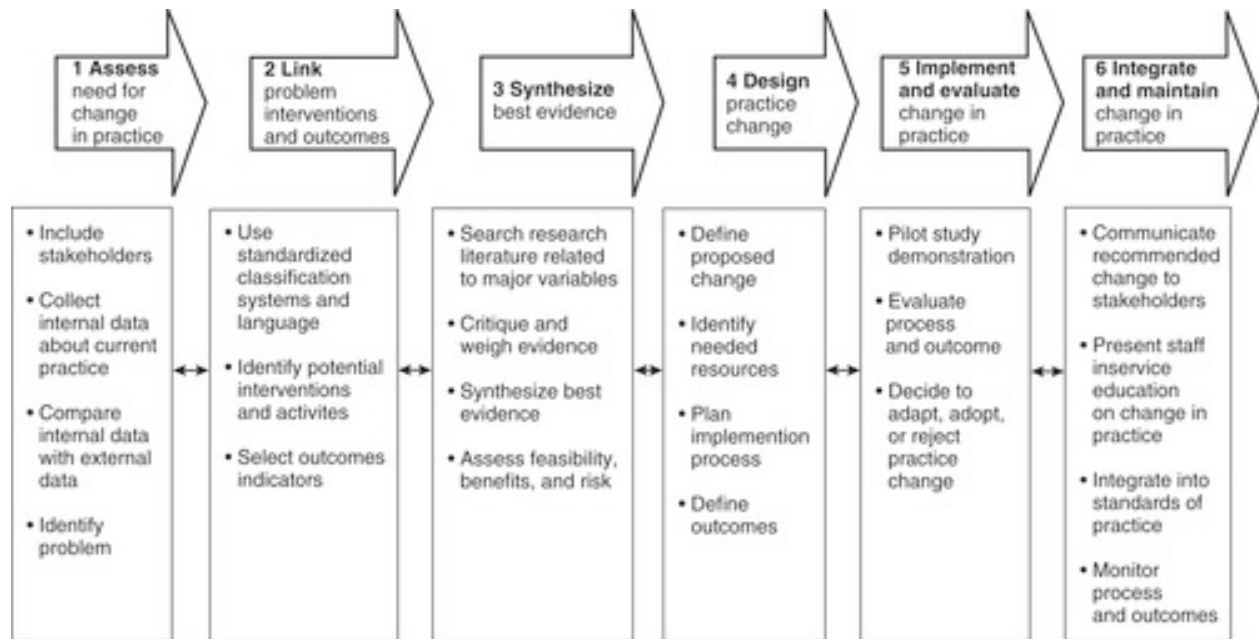 1 Assess
need for
change
in practice
2 Link
problem
interventions
and outcomes
3 Synthesize
best evidence
4 Design
practice
change
5 Implement
and evaluate
change in
practice
6 Integrate
and maintain
change in
practice
• Include
stakeholders
• Collect
internal data
about current
practice
• Compare
internal data
with external
data
• Identify
problem
• Use
standardized
classification
systems and
language
• Identify potential
interventions
and activites
• Select outcomes
indicators
• Search research
literature related
to major variables
• Critique and
weigh evidence
• Synthesize best
evidence
• Assess feasibility,
benefits, and risk
• Define
proposed
change
• Identify
needed
resources
• Plan
implemention
process
• Define
outcomes
• Pilot study
demonstration
• Evaluate
process
and outcome
• Decide to
adapt, adopt,
or reject
practice
change
• Communicate
recommended
change to
stakeholders
• Present staff
inservice
education
on change in
practice
• Integrate into
standards of
practice
• Monitor
process
and outcomes